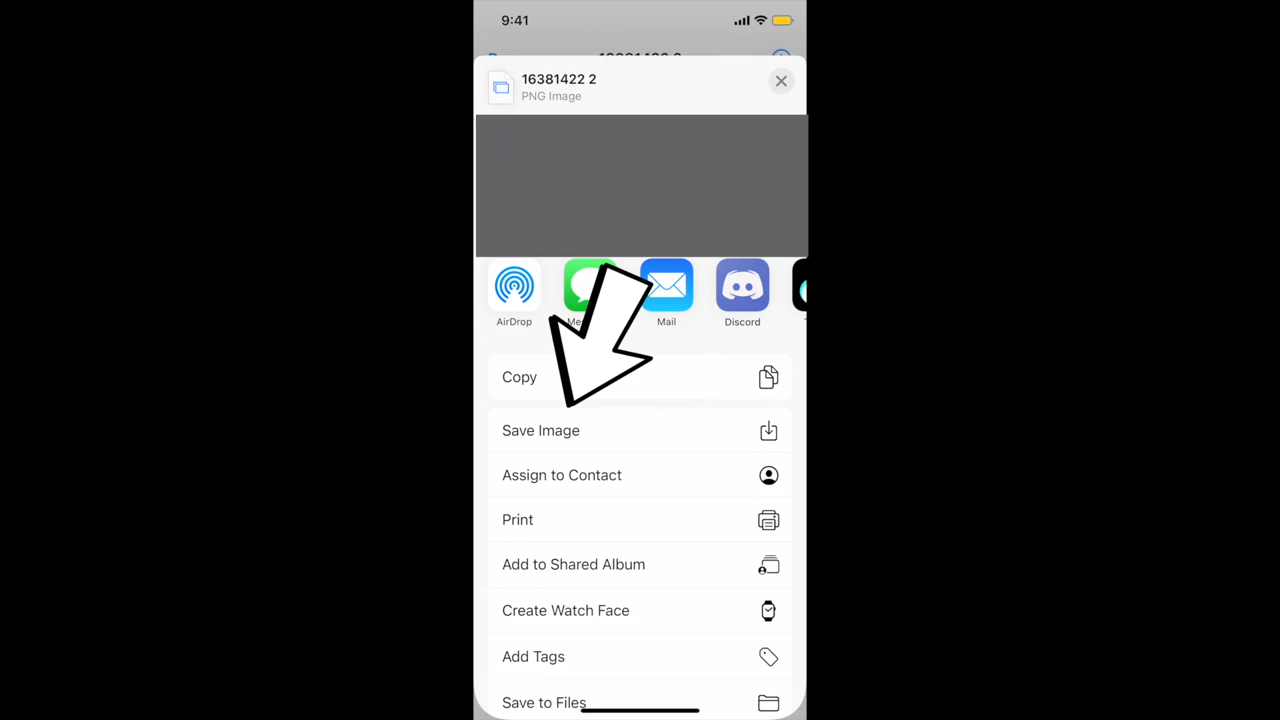 9:41
16381422 2
PNG Image
AirDrop
Mail
Discord
Copy
Save Image
Assign to Contact
Print
Add to Shared Album
Create Watch Face
Add Tags
Save to Files